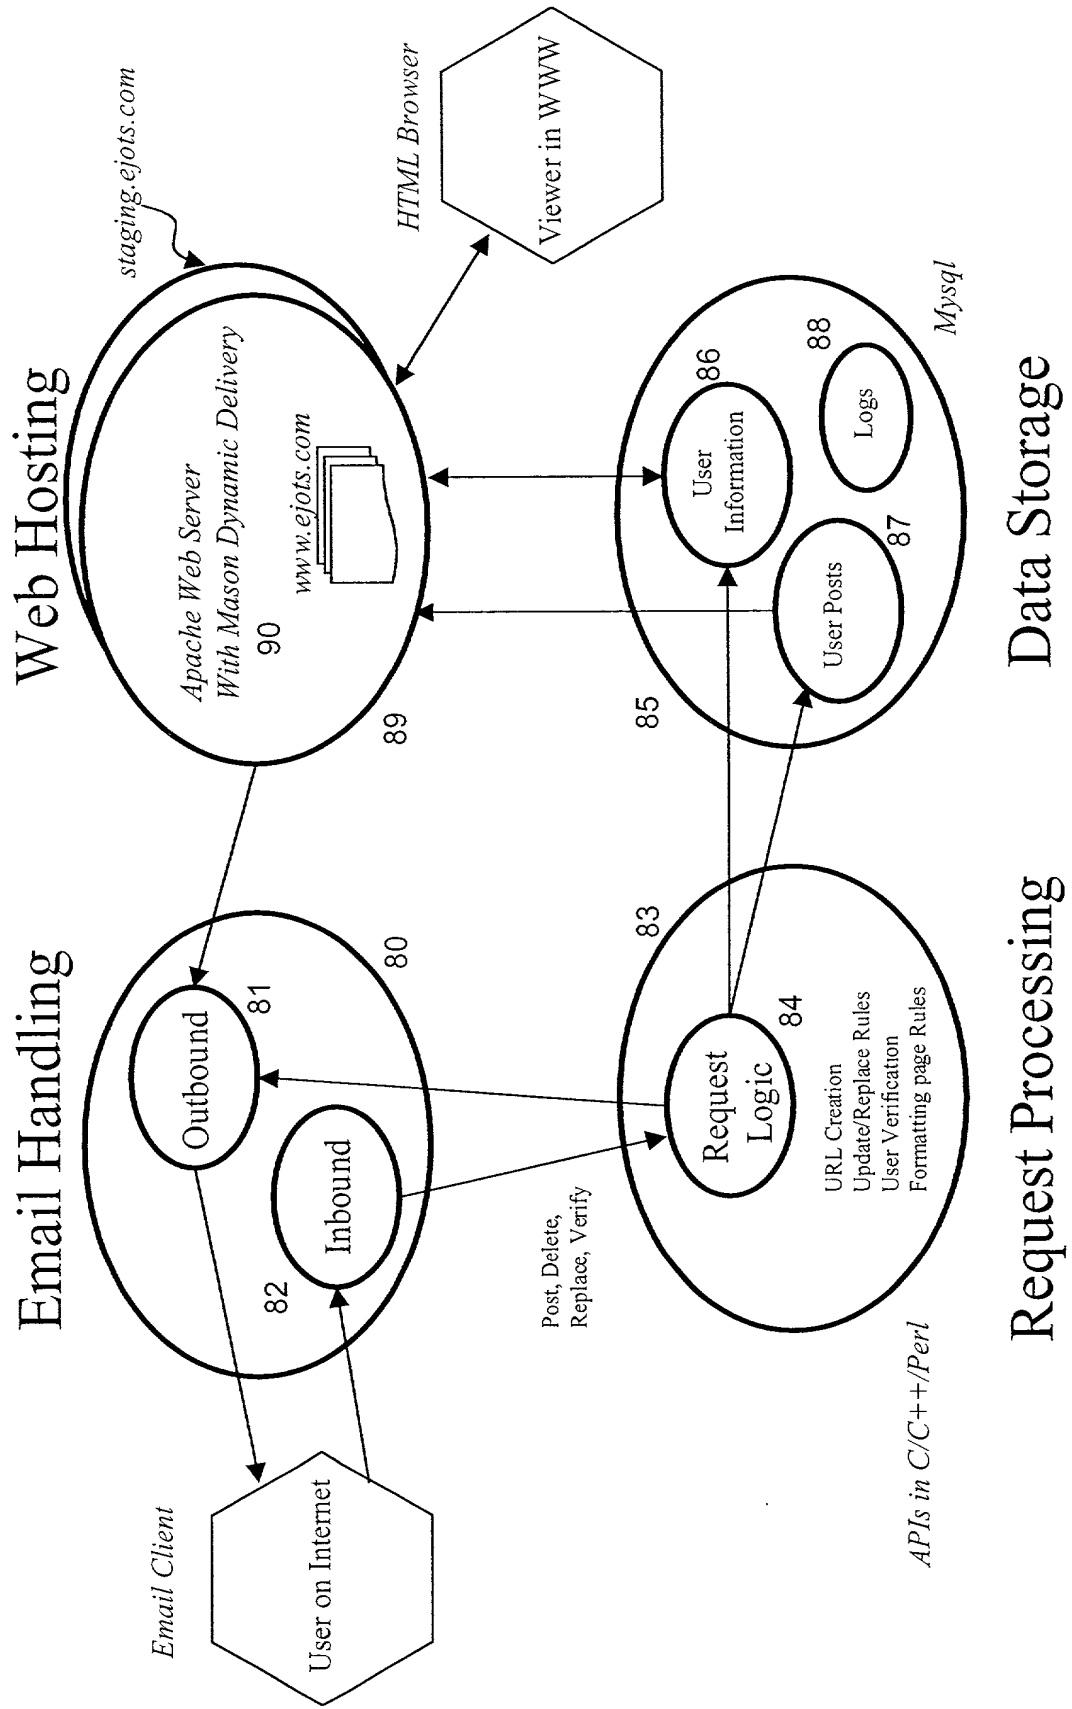 Email Handling
Web Hosting
staging.ejots.com
Email Client
User on Internet
Outbound
81
Inbound
82
80
Apache Web Server
With Mason Dynamic Delivery
90
www.ejots.com
89
HTML Browser
Viewer in WWW
Post, Delete,
Replace, Verify
83
Request
Logic
84
URL Creation
Update/Replace Rules
User Verification
Formatting page Rules
APIs in C/C++/Perl
85
User
Information
86
User Posts
87
Logs
88
Mysql
Request Processing
Data Storage